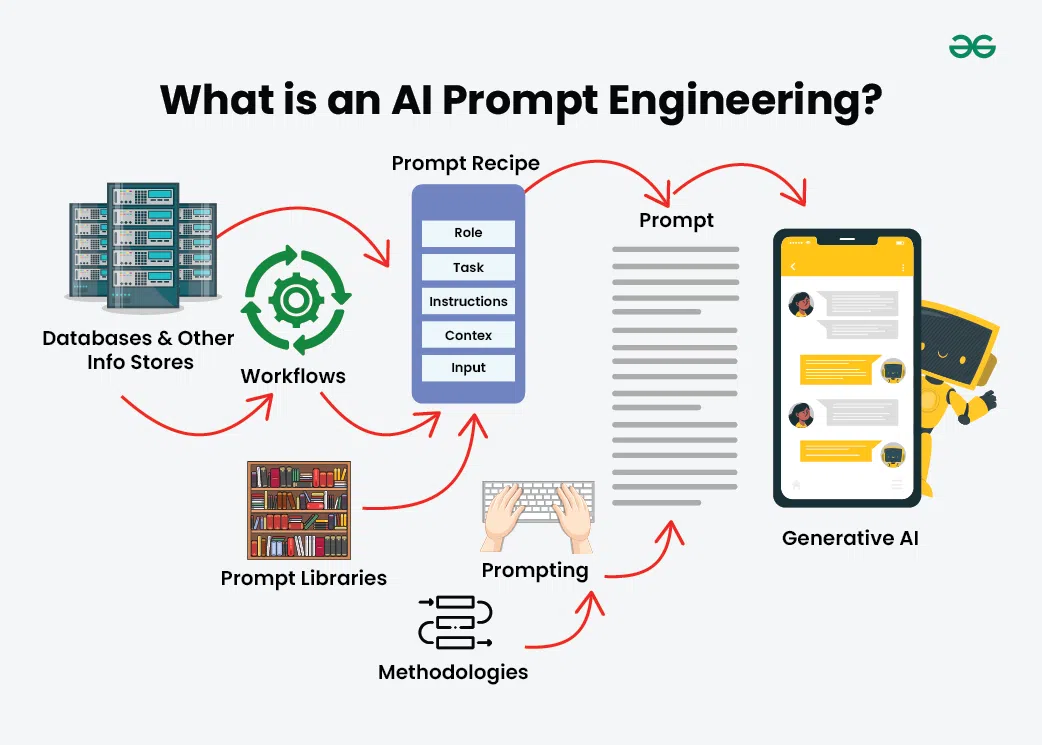 What is an AI Prompt Engineering?
Prompt Recipe
Role
Task
Instructions
Contex
Input
Prompt
Databases & Other
Info Stores
Workflows
Prompt Libraries
Prompting
Methodologies
Generative AI